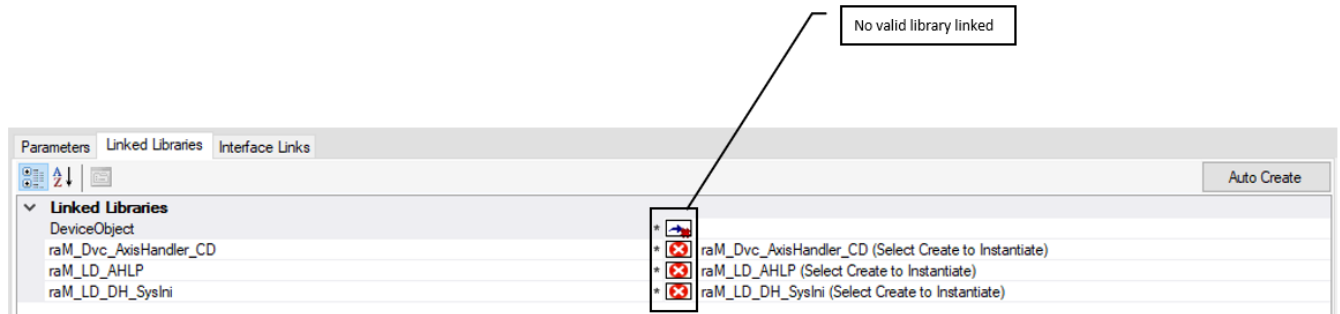 No valid library linked
Parameters Linked Libraries Interface Links
Auto Create
Linked Libraries
DeviceObject *
raM_Dvc_AxisHandler_CD * raM_Dvc_AxisHandler_CD (Select Create to Instantiate)
raM_LD_AHLP * raM_LD_AHLP (Select Create to Instantiate)
raM_LD_DH_SysIni * raM_LD_DH_SysIni (Select Create to Instantiate)